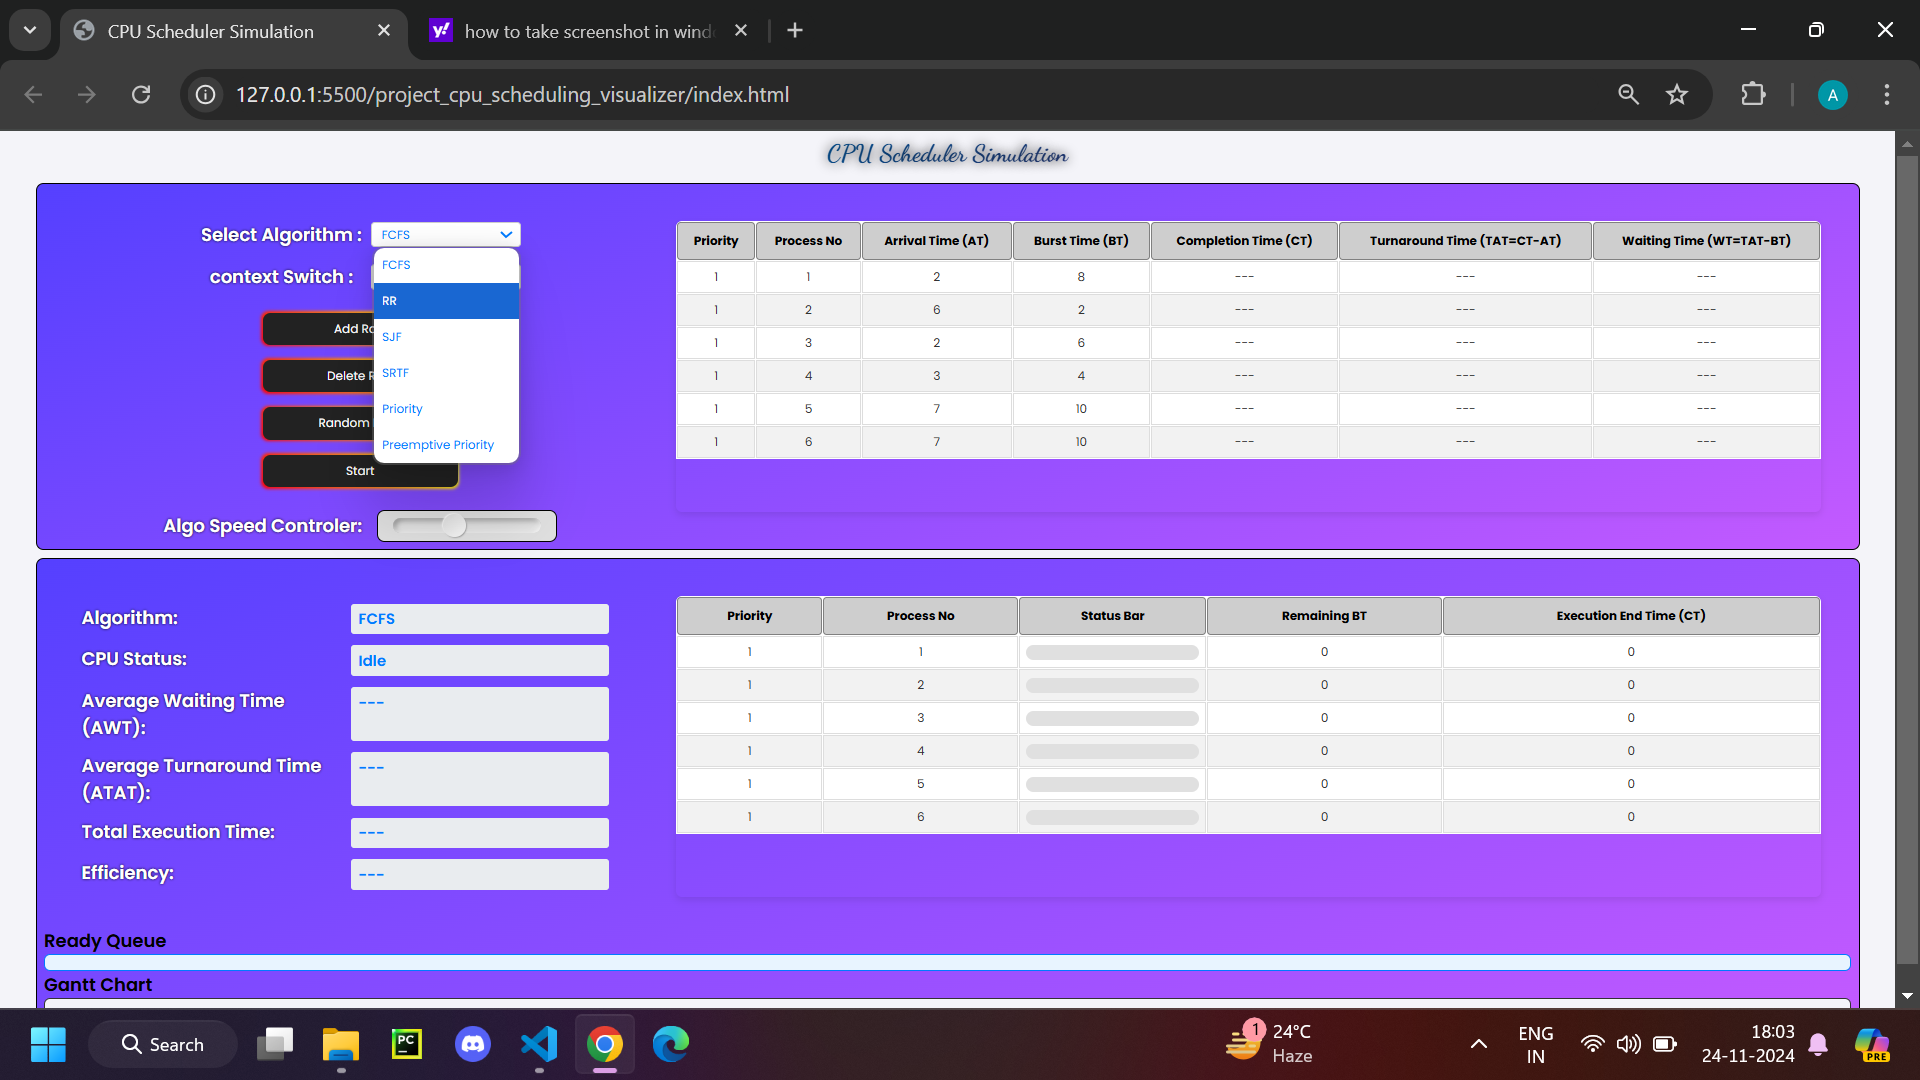 CPU Scheduler Simulation
how to take screenshot in wind
127.0.0.1:5500/project_cpu_scheduling_visualizer/index.html
A
CPU Scheduler Simulation
Select Algorithm : FCFS
context Switch :
FCFS
RR
SJF
SRTF
Priority
Preemptive Priority
Add Ro
Delete R
Random
Start
Algo Speed Controler:
Priority Process No Arrival Time (AT) Burst Time (BT) Completion Time (CT) Turnaround Time (TAT=CT-AT) Waiting Time (WT=TAT-BT)
1 1 2 8 --- --- ---
1 2 6 2 --- --- ---
1 3 2 6 --- --- ---
1 4 3 4 --- --- ---
1 5 7 10 --- --- ---
1 6 7 10 --- --- ---
Algorithm: FCFS
CPU Status: Idle
Average Waiting Time ---
(AWT):
Average Turnaround Time ---
(ATAT):
Total Execution Time: ---
Efficiency: ---
Priority Process No Status Bar Remaining BT Execution End Time (CT)
1 1 0 0
1 2 0 0
1 3 0 0
1 4 0 0
1 5 0 0
1 6 0 0
Ready Queue
Gantt Chart
Search
PC
1
24°C
Haze
ENG
IN
18:03
24-11-2024
PRE